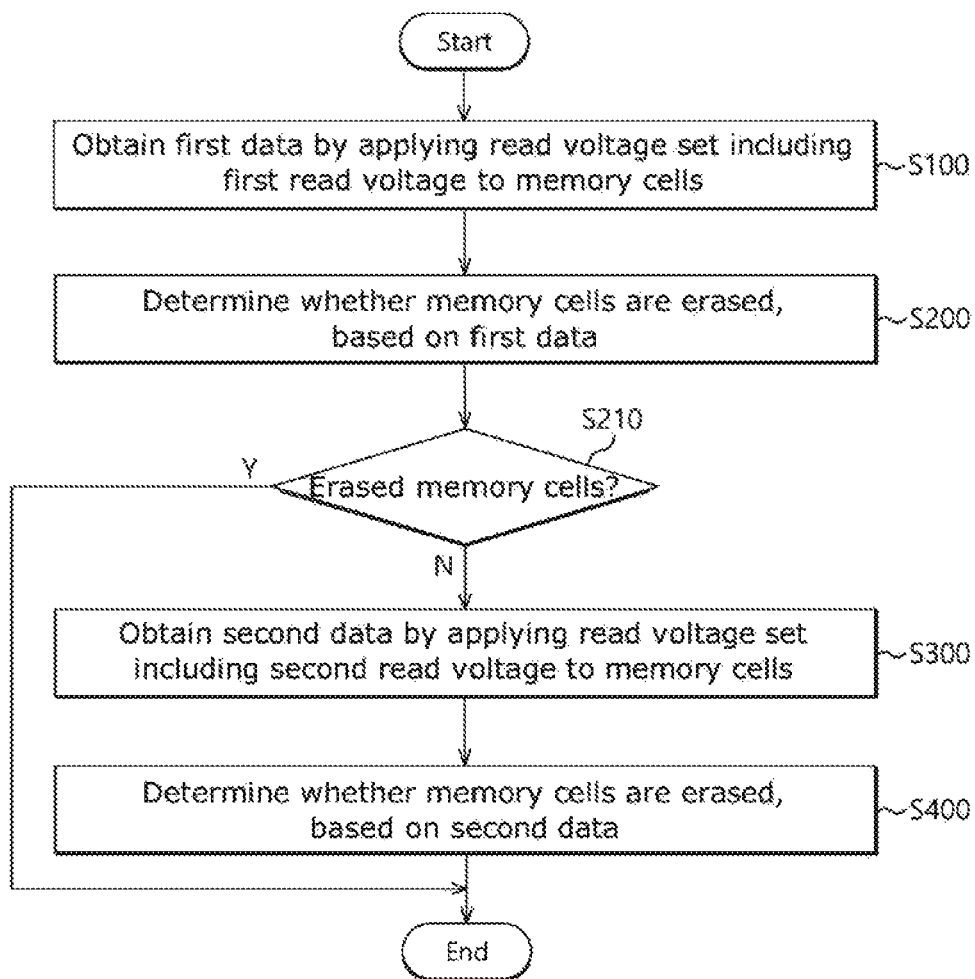 Start
Obtain first data by applying read voltage set including
first read voltage to memory cells
S100
Determine whether memory cells are erased,
based on first data
S200
S210
Y
Erased memory cells?
N
Obtain second data by applying read voltage set
including second read voltage to memory cells
S300
Determine whether memory cells are erased,
based on second data
S400
End